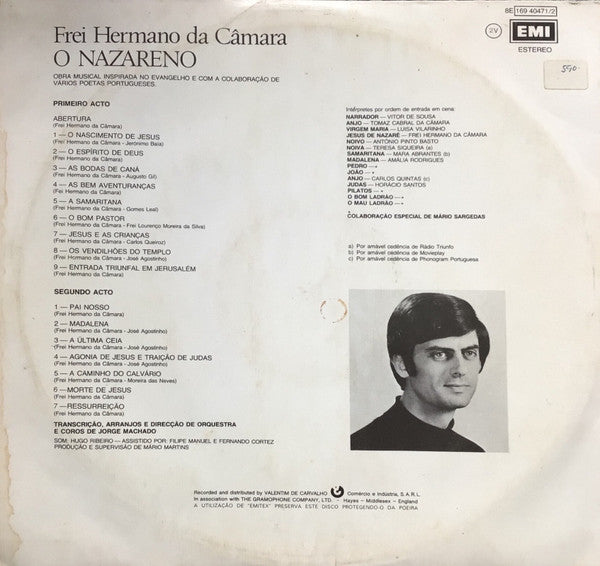 8E 169 40471/2
2V
EMI
ESTEREO
550·
Frei Hermano da Câmara
O NAZARENO
OBRA MUSICAL INSPIRADA NO EVANGELHO E COM A COLABORAÇÃO DE
VÁRIOS POETAS PORTUGUESES.
PRIMEIRO ACTO
ABERTURA
(Frei Hermano da Câmara)
1 — O NASCIMENTO DE JESUS
(Frei Hermano da Câmara - Jerónimo Baía)
2 — O ESPÍRITO DE DEUS
(Frei Hermano da Câmara)
3 — AS BODAS DE CANÁ
(Frei Hermano da Câmara - Augusto Gil)
4 — AS BEM AVENTURANÇAS
(Frei Hermano da Câmara)
5 — A SAMARITANA
(Frei Hermano da Câmara - Gomes Leal)
6 — O BOM PASTOR
(Frei Hermano da Câmara - Frei Lourenço Moreira da Silva)
7 — JESUS E AS CRIANÇAS
(Frei Hermano da Câmara - Carlos Queiroz)
8 — OS VENDILHÕES DO TEMPLO
(Frei Hermano da Câmara - José Agostinho)
9 — ENTRADA TRIUNFAL EM JERUSALÉM
(Frei Hermano da Câmara)
SEGUNDO ACTO
1 — PAI NOSSO
(Frei Hermano da Câmara)
2 — MADALENA
(Frei Hermano da Câmara - José Agostinho)
3 — A ÚLTIMA CEIA
(Frei Hermano da Câmara - José Agostinho)
4 — AGONIA DE JESUS E TRAIÇÃO DE JUDAS
(Frei Hermano da Câmara - José Agostinho)
5 — A CAMINHO DO CALVÁRIO
(Frei Hermano da Câmara - Moreira das Neves)
6 —MORTE DE JESUS
(Frei Hermano da Câmara)
7 —RESSURREIÇÃO
(Frei Hermano da Câmara)
TRANSCRIÇÃO, ARRANJOS E DIRECÇÃO DE ORQUESTRA
E COROS DE JORGE MACHADO
SOM: HUGO RIBEIRO — ASSISTIDO POR: FILIPE MANUEL E FERNANDO CORTEZ
PRODUÇÃO E SUPERVISÃO DE MÁRIO MARTINS
Intérpretes por ordem de entrada em cena:
NARRADOR — VITOR DE SOUSA
ANJO — TOMAZ CABRAL DA CÂMARA
VIRGEM MARIA — LUISA VILARINHO
JESUS DE NAZARÉ — FREI HERMANO DA CÂMARA
NOIVO — ANTÓNIO PINTO BASTO
NOIVA — TERESA SIQUEIRA (a)
SAMARITANA — MARA ABRANTES (b)
MADALENA — AMÁLIA RODRIGUES
PEDRO — *
JOÃO — *
ANJO — CARLOS QUINTAS (c)
JUDAS — HORÁCIO SANTOS
PILATOS — *
O BOM LADRÃO — *
O MAU LADRÃO — *
*
COLABORAÇÃO ESPECIAL DE MÁRIO SARGEDAS
a) Por amável cedência de Rádio Triunfo
b) Por amável cedência de Movieplay
c) Por amável cedência de Phonogram Portuguesa
Recorded and distributed by VALENTIM DE CARVALHO Comércio e Indústria, S.A.R.L.
In association with THE GRAMOPHONE COMPANY, LTD. - Hayes - Middlesex - England
A UTILIZAÇÃO DE "EMITEX" PRESERVA ESTE DISCO PROTEGENDO-O DA POEIRA